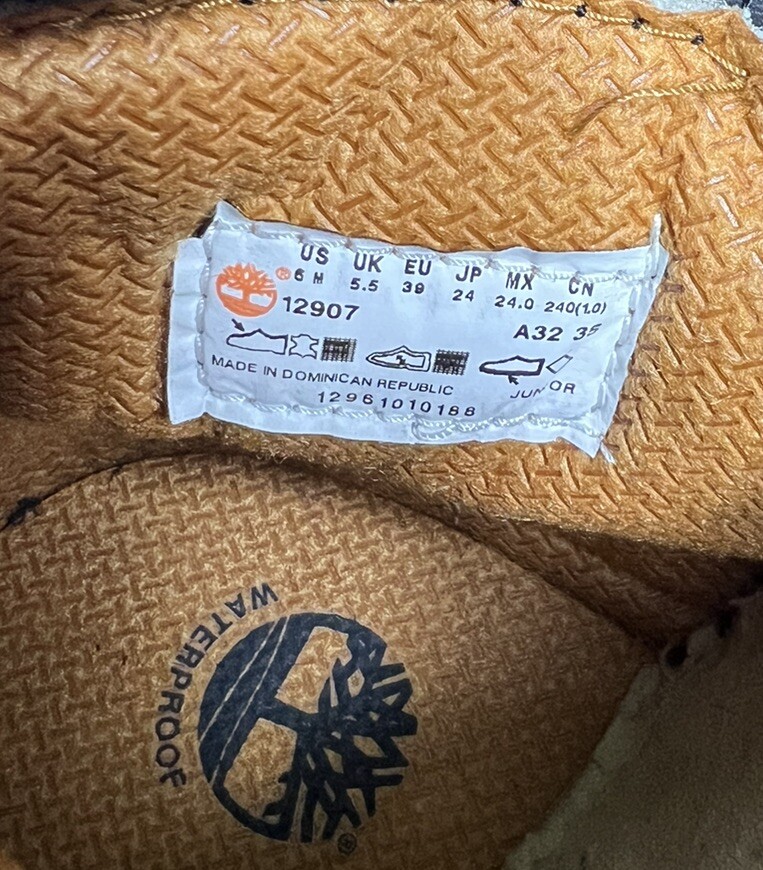 US UK EU JP MX CN
® 6 M 5.5 39 24 24.0 240(1.0)
12907 A32 35
MADE IN DOMINICAN REPUBLIC JUNIOR
12961010188
WATERPROOF
®